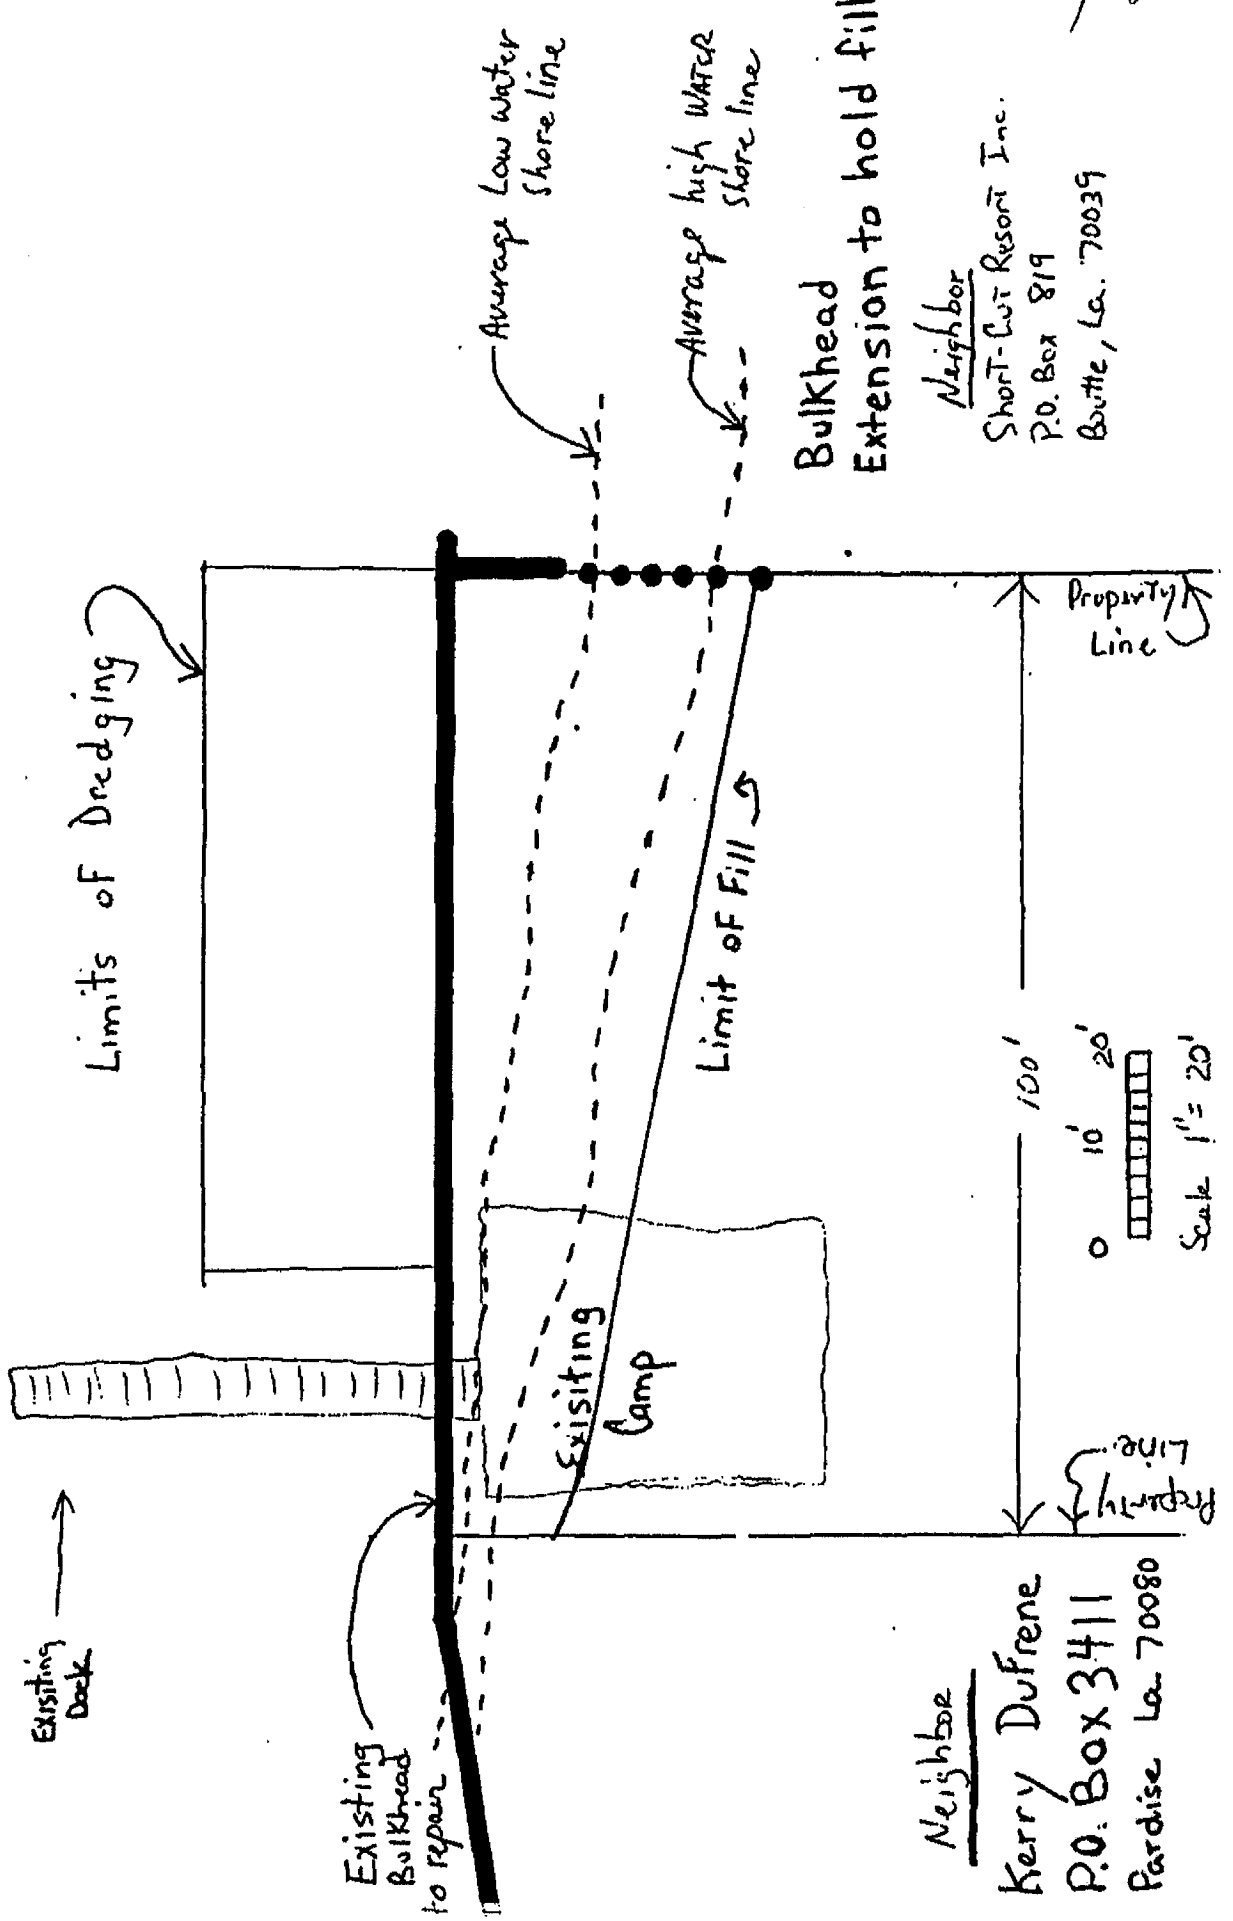 Existing
Dock
Limits of Dredging
Existing
Bulkhead
to repair
Average Low Water
Shore line
Average high WATER
Shore line
Exisiting
Camp
Limit of Fill
Bulkhead
Extension to hold fill
Neighbor
Kerry DuFrene
P.O. Box 3411
Pardise La 70080
Property
Line
100'
0 10' 20'
Scale 1" = 20'
Property
Line
Neighbor
Short-Cut Resort Inc.
P.O. Box 819
Boutte, La. 70039